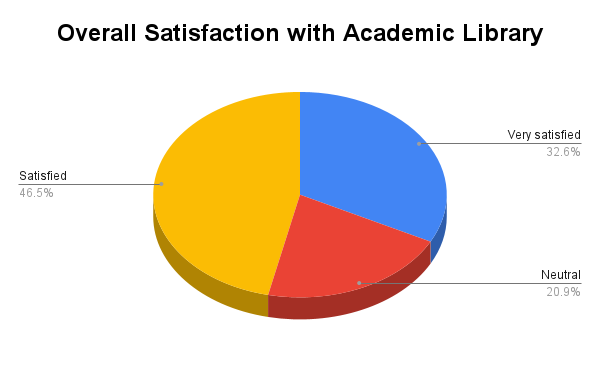 Overall Satisfaction with Academic Library
Very satisfied
32.6%
Satisfied
46.5%
Neutral
20.9%